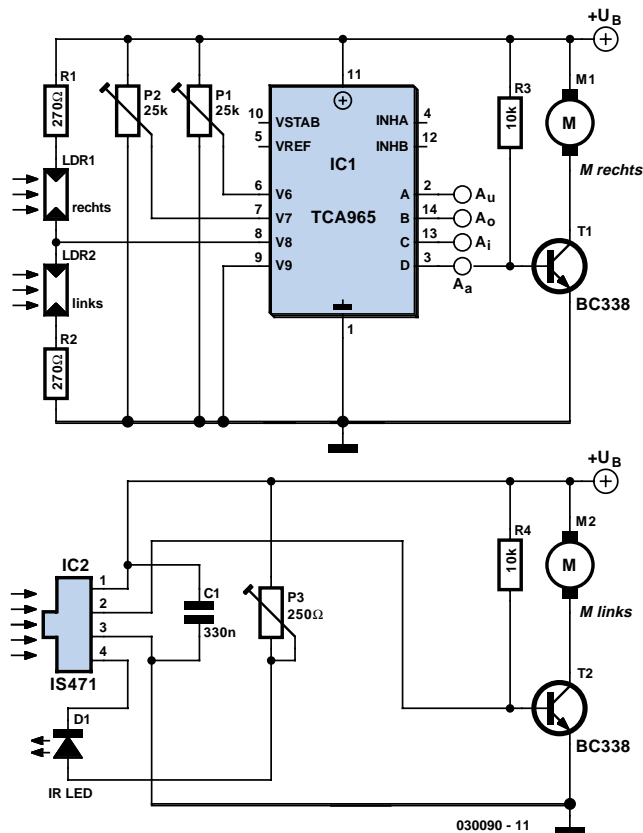 +U B
R1
270Ω
LDR1
rechts
LDR2
links
R2
270Ω
P2
25k
P1
25k
11
10 VSTAB
5 VREF
6 V6
7 V7
8 V8
9 V9
IC1
TCA965
INHA 4
INHB 12
A 2 Au
B 14 Ao
C 13 Ai
D 3 Aa
1
R3
10k
M1
M
M rechts
T1
BC338
+U B
IC2
1
2
3
4
IS471
D1
IR LED
C1
330n
P3
250Ω
R4
10k
M2
M
M links
T2
BC338
030090 - 11